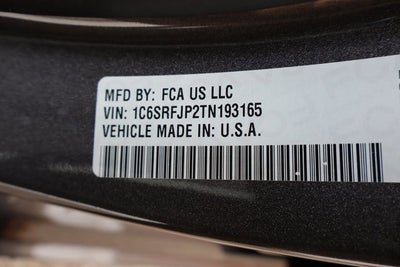 MFD BY: FCA US LLC
VIN: 1C6SRFJP2TN193165
VEHICLE MADE IN: U.S.A.